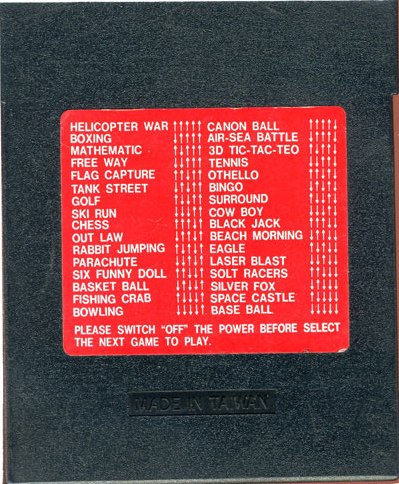 HELICOPTER WAR
BOXING
MATHEMATIC
FREE WAY
FLAG CAPTURE
TANK STREET
GOLF
SKI RUN
CHESS
OUT LAW
RABBIT JUMPING
PARACHUTE
SIX FUNNY DOLL
BASKET BALL
FISHING CRAB
BOWLING
CANON BALL
AIR-SEA BATTLE
3D TIC-TAC-TEO
TENNIS
OTHELLO
BINGO
SURROUND
COW BOY
BLACK JACK
BEACH MORNING
EAGLE
LASER BLAST
SOLT RACERS
SILVER FOX
SPACE CASTLE
BASE BALL
PLEASE SWITCH "OFF" THE POWER BEFORE SELECT
THE NEXT GAME TO PLAY.
MADE IN TAIWAN